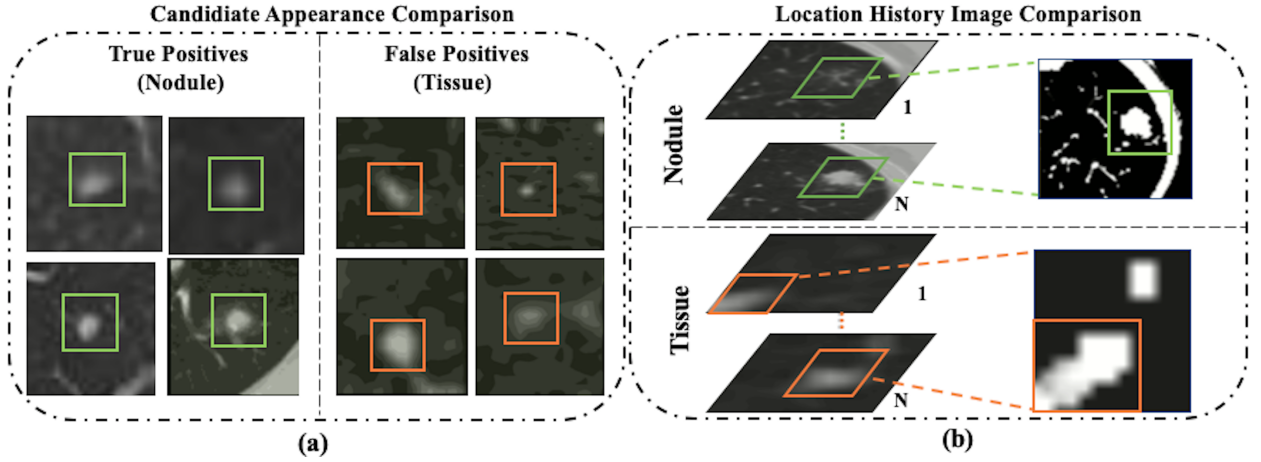 Candidiate Appearance Comparison
True Positives
(Nodule)
False Positives
(Tissue)
(a)
Location History Image Comparison
Nodule
1
N
Tissue
1
N
(b)